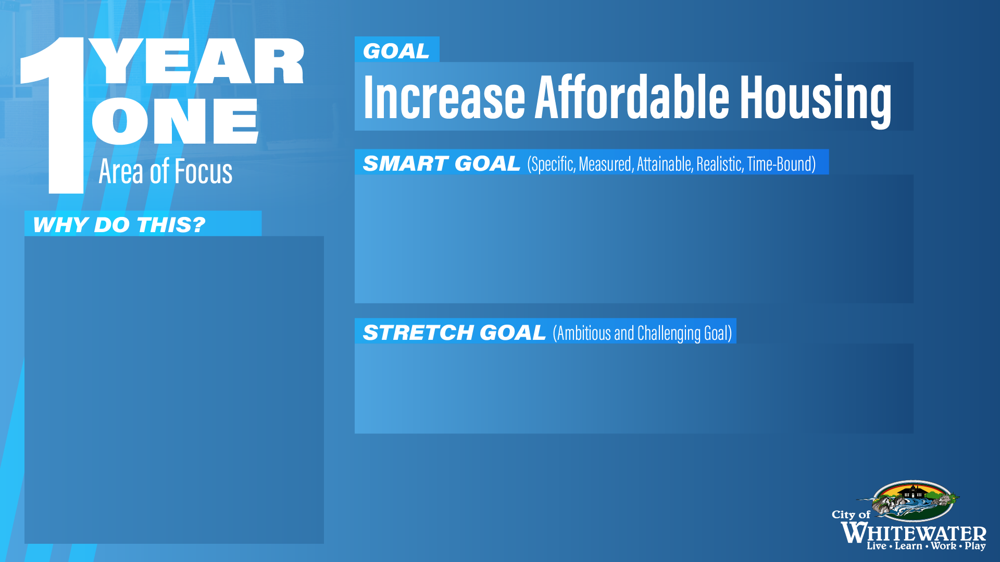 1 YEAR
ONE
Area of Focus
WHY DO THIS?
GOAL
Increase Affordable Housing
SMART GOAL (Specific, Measured, Attainable, Realistic, Time-Bound)
STRETCH GOAL (Ambitious and Challenging Goal)
City of
WHITEWATER
Live • Learn • Work • Play